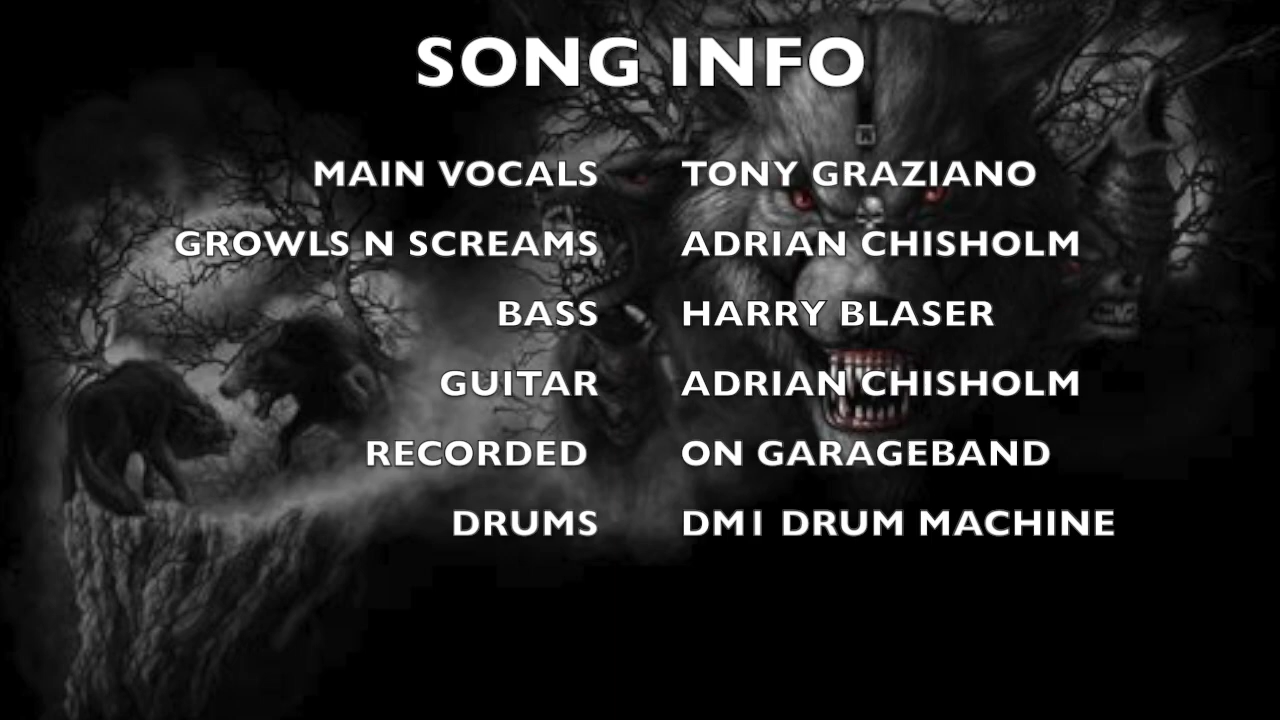 SONG INFO
MAIN VOCALS TONY GRAZIANO
GROWLS N SCREAMS ADRIAN CHISHOLM
BASS HARRY BLASER
GUITAR ADRIAN CHISHOLM
RECORDED ON GARAGEBAND
DRUMS DM1 DRUM MACHINE